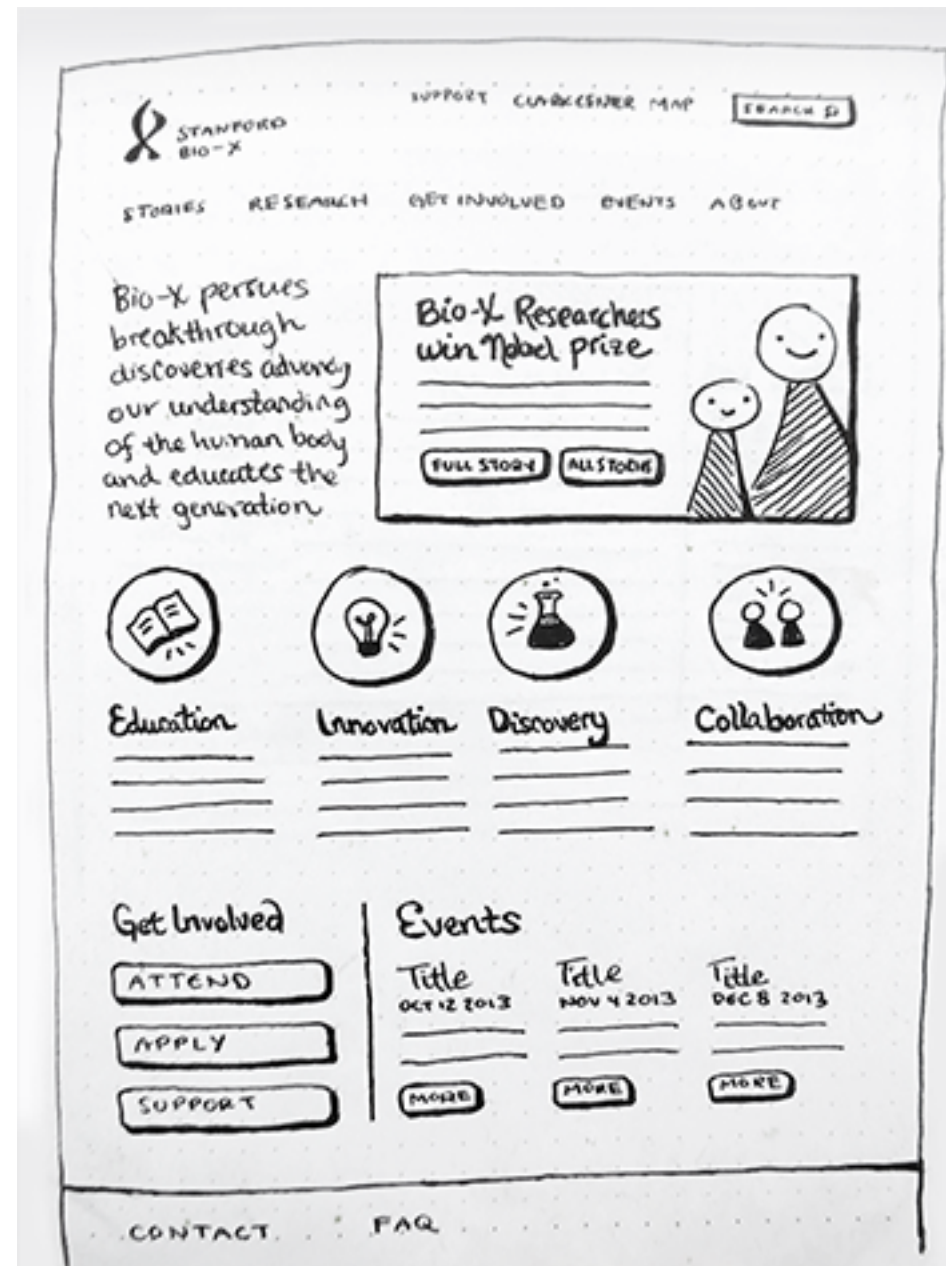 SUPPORT CLARK CENTER MAP SEARCH
STANFORD
BIO-X
STORIES RESEARCH GET INVOLVED EVENTS ABOUT
Bio-X persues
breakthrough
discoveries
our understanding
of the human body
and educates the
next generation
Bio-X Researchers
win Nobel prize
FULL STORY ALL
Education Innovation Discovery Collaboration
Get Involved
ATTEND
APPLY
SUPPORT
Events
Title
OCT 12 2013
MORE
Title
NOV 4 2013
MORE
Title
DEC 8 2013
MORE
CONTACT FAQ